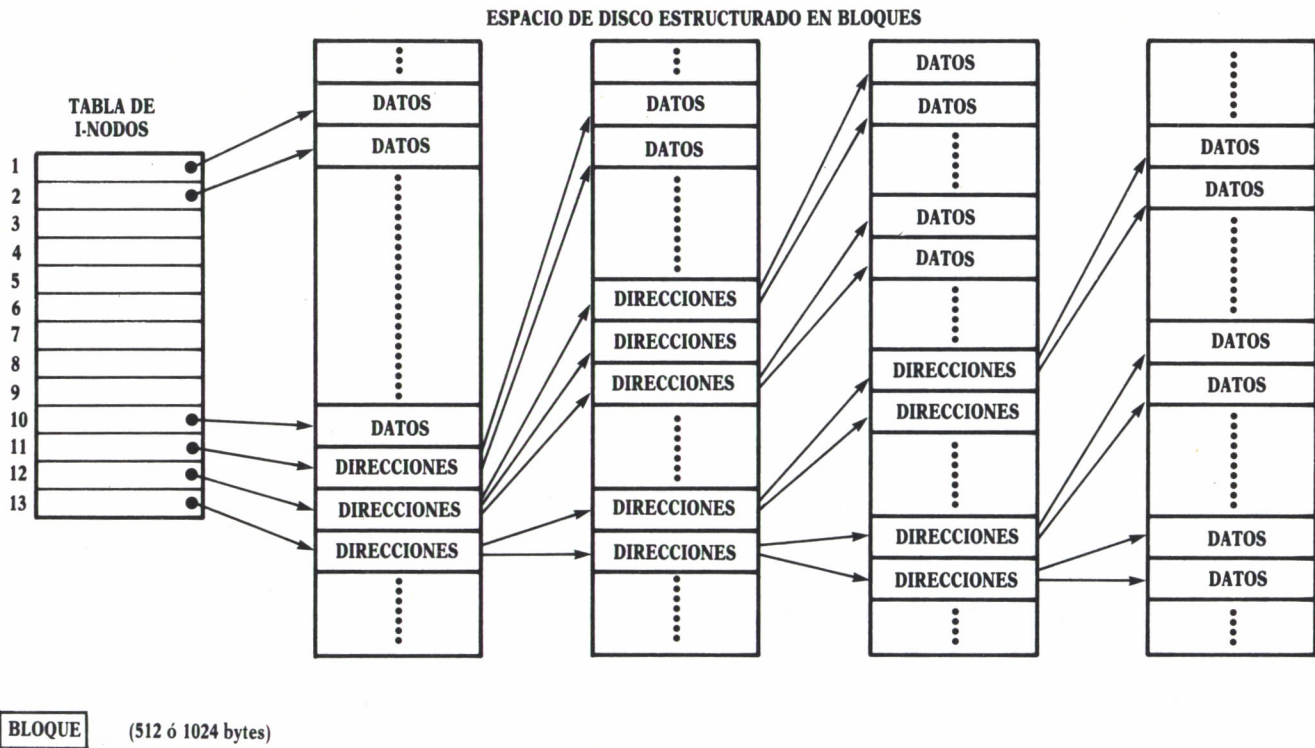 ESPACIO DE DISCO ESTRUCTURADO EN BLOQUES
TABLA DE
I-NODOS
1
2
3
4
5
6
7
8
9
10
11
12
13
DATOS
DATOS
DATOS
DIRECCIONES
DIRECCIONES
DIRECCIONES
DATOS
DATOS
DIRECCIONES
DIRECCIONES
DIRECCIONES
DIRECCIONES
DIRECCIONES
DATOS
DATOS
DATOS
DATOS
DIRECCIONES
DIRECCIONES
DIRECCIONES
DIRECCIONES
DATOS
DATOS
DATOS
DATOS
DATOS
DATOS
BLOQUE (512 ó 1024 bytes)